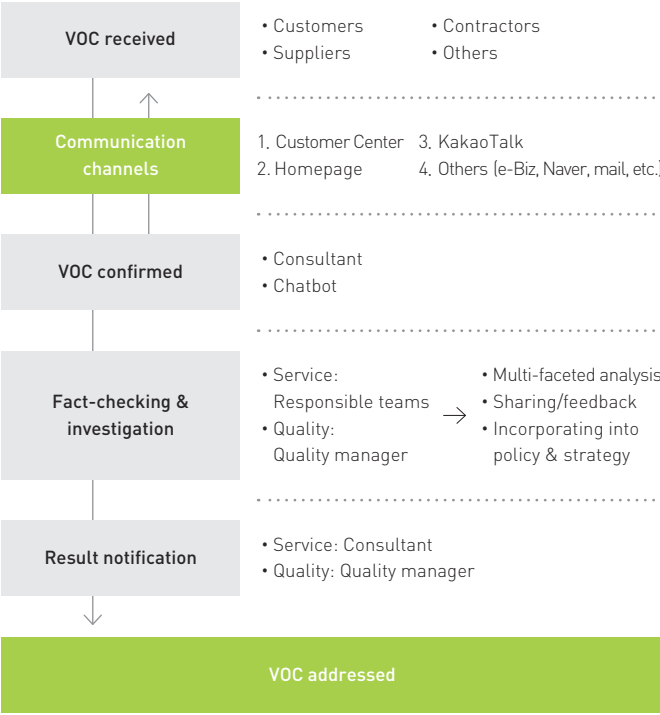 VOC received
• Customers
• Suppliers
• Contractors
• Others
Communication
channels
1. Customer Center
2. Homepage
3. KakaoTalk
4. Others (e-Biz, Naver, mail, etc.)
VOC confirmed
• Consultant
• Chatbot
Fact-checking &
investigation
• Service:
Responsible teams
• Quality:
Quality manager
• Multi-faceted analysis
• Sharing/feedback
• Incorporating into
policy & strategy
Result notification
• Service: Consultant
• Quality: Quality manager
VOC addressed